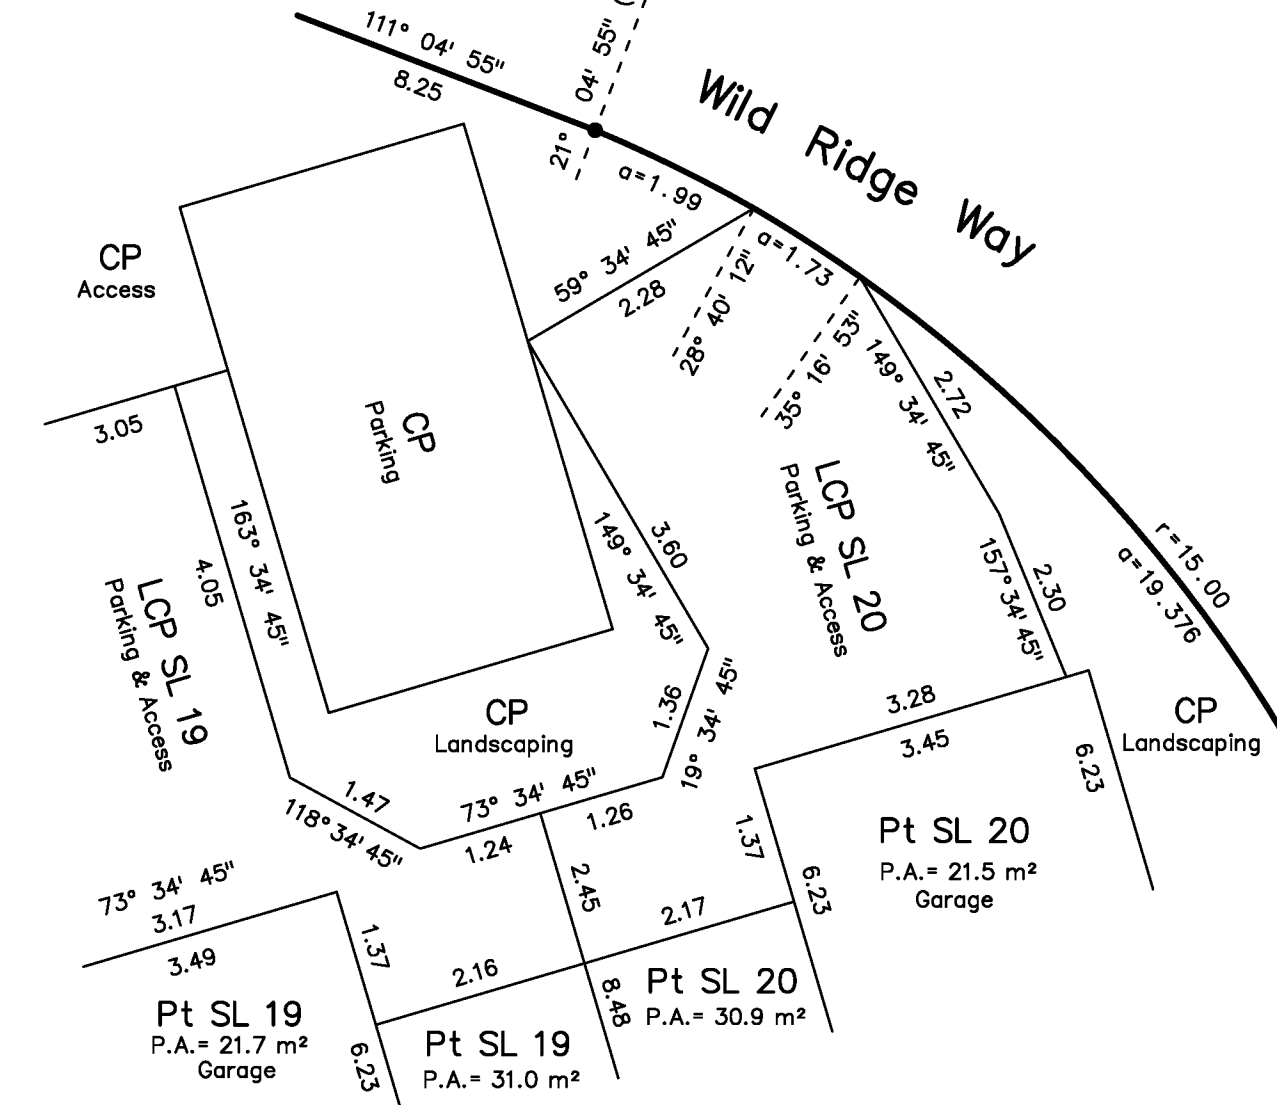 111° 04' 55"
8.25
21° 04' 55"
Wild Ridge Way
a=1.99
59° 34' 45"
2.28
a=1.73
28° 40' 12"
35° 16' 53"
149° 34' 45"
2.72
CP
Access
3.05
CP
Parking
163° 34' 45"
4.05
149° 34' 45"
3.60
LCP SL 20
Parking & Access
157° 34' 45"
2.30
r=15.00
a=19.376
LCP SL 19
Parking & Access
CP
Landscaping
1.36
19° 34' 45"
3.28
3.45
6.23
CP
Landscaping
1.47
118° 34' 45"
73° 34' 45"
1.24
1.26
1.37
Pt SL 20
P.A.= 21.5 m²
Garage
6.23
2.45
2.17
73° 34' 45"
3.17
3.49
1.37
2.16
Pt SL 20
P.A.= 30.9 m²
8.48
Pt SL 19
P.A.= 21.7 m²
Garage
6.23
Pt SL 19
P.A.= 31.0 m²